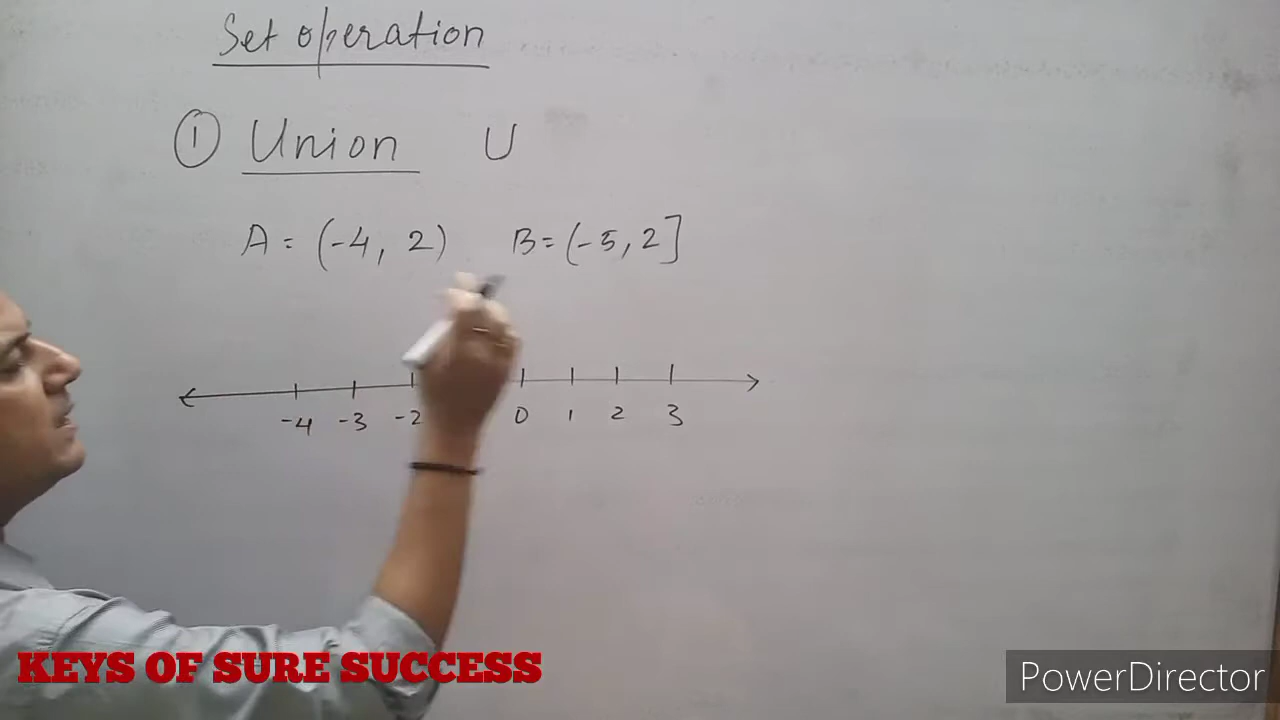 Set operation
① Union U
A = (-4, 2) B = (-5, 2]
-4 -3 -2 0 1 2 3
KEYS OF SURE SUCCESS
PowerDirector